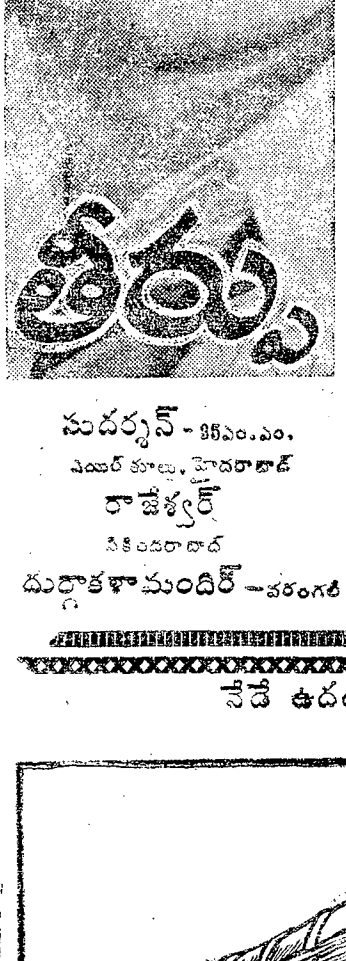 తీర్పు
సుదర్శన్ - 35ఎం.ఎం.
ఎయిర్ కూల్డు, హైదరాబాద్
రాజేశ్వర్
సికింద్రాబాద్
దుర్గాకళామందిర్ - వరంగల్
నేడే